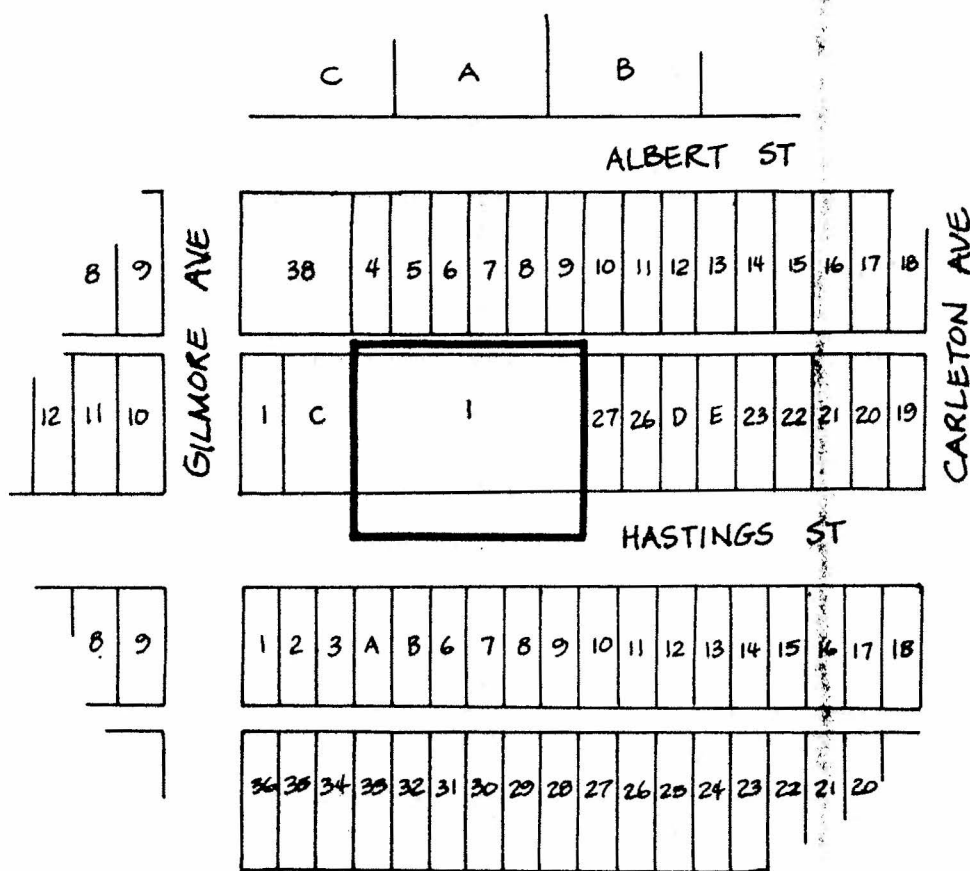 C A B
ALBERT ST
8 9
GILMORE AVE
38 4 5 6 7 8 9 10 11 12 13 14 15 16 17 18
CARLETON AVE
12 11 10
1 C 1 27 26 D E 23 22 21 20 19
HASTINGS ST
8 9
1 2 3 A B 6 7 8 9 10 11 12 13 14 15 16 17 18
36 35 34 33 32 31 30 29 28 27 26 25 24 23 22 21 20